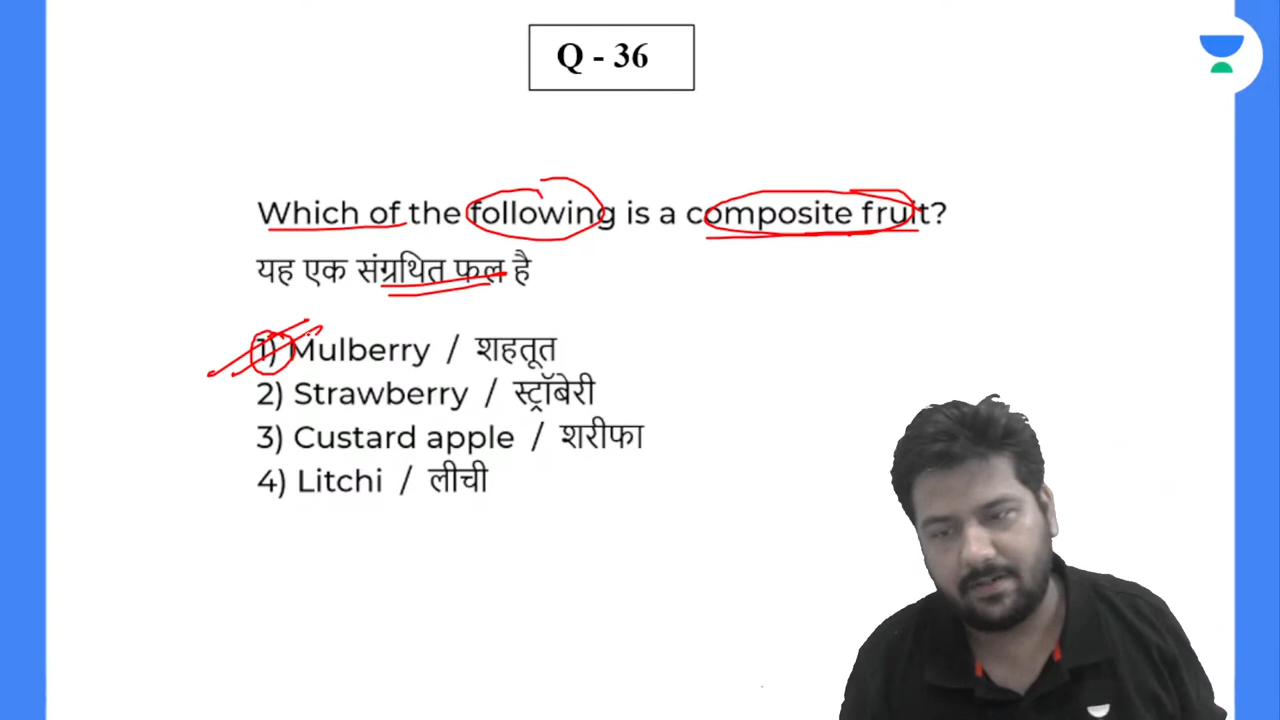 Q - 36
Which of the following is a composite fruit?
यह एक संग्रथित फल है
1) Mulberry / शहतूत
2) Strawberry / स्ट्रॉबेरी
3) Custard apple / शरीफा
4) Litchi / लीची